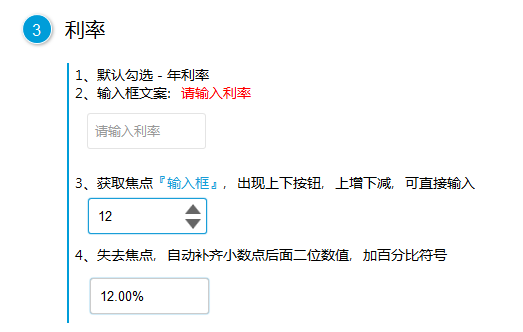 3 利率
1、默认勾选 - 年利率
2、输入框文案：请输入利率
请输入利率
3、获取焦点『输入框』，出现上下按钮，上增下减，可直接输入
12
4、失去焦点，自动补齐小数点后面二位数值，加百分比符号
12.00%